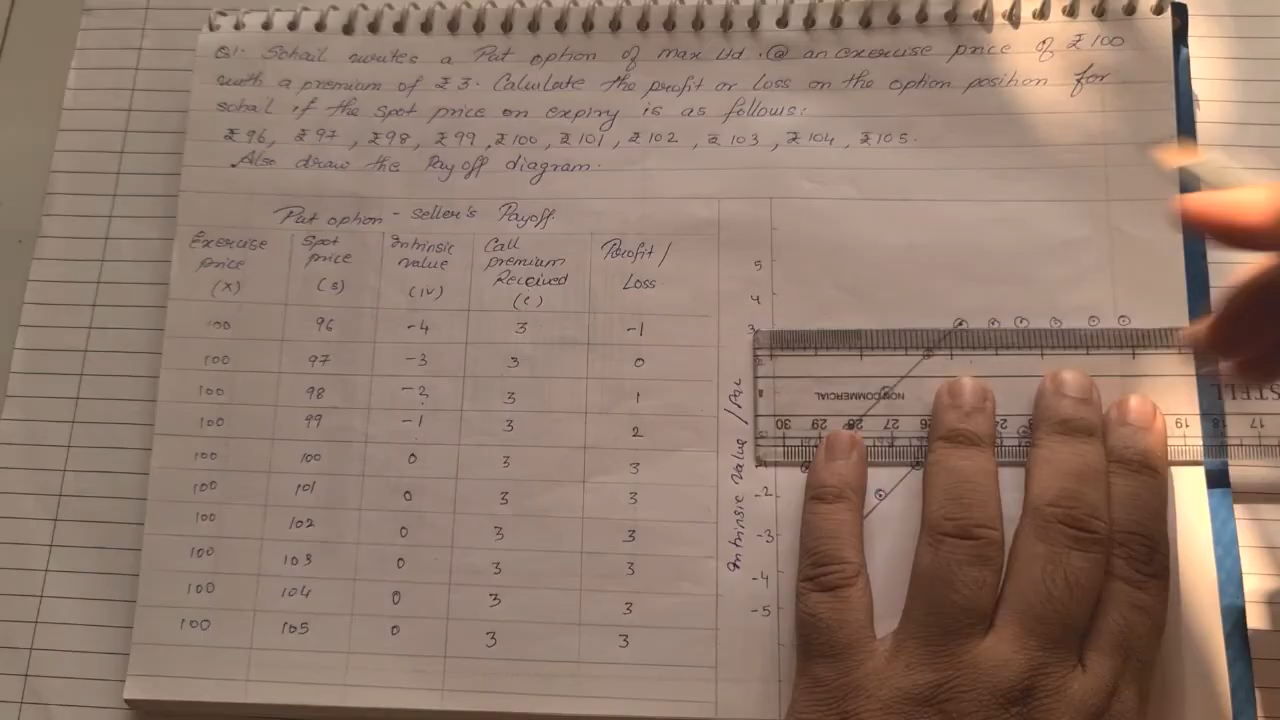 Q1. Sohail writes a Put option of Max Ltd. @ an exercise price of ₹100
with a premium of ₹3. Calculate the profit or loss on the option position for
sohail if the spot price on expiry is as follows:
₹96, ₹97, ₹98, ₹99, ₹100, ₹101, ₹102, ₹103, ₹104, ₹105.
Also draw the Pay off diagram.
Put option - seller's Payoff.
Exercise price (X) Spot price (S) Intrinsic value (IV) Call premium Received (C) Profit / Loss
100 96 -4 3 -1
100 97 -3 3 0
100 98 -2 3 1
100 99 -1 3 2
100 100 0 3 3
100 101 0 3 3
100 102 0 3 3
100 103 0 3 3
100 104 0 3 3
100 105 0 3 3
Intrinsic Value /
5
4
3
2
-2
-3
-4
-5
NON COMMERCIAL
30 29 28 27 19 18 17